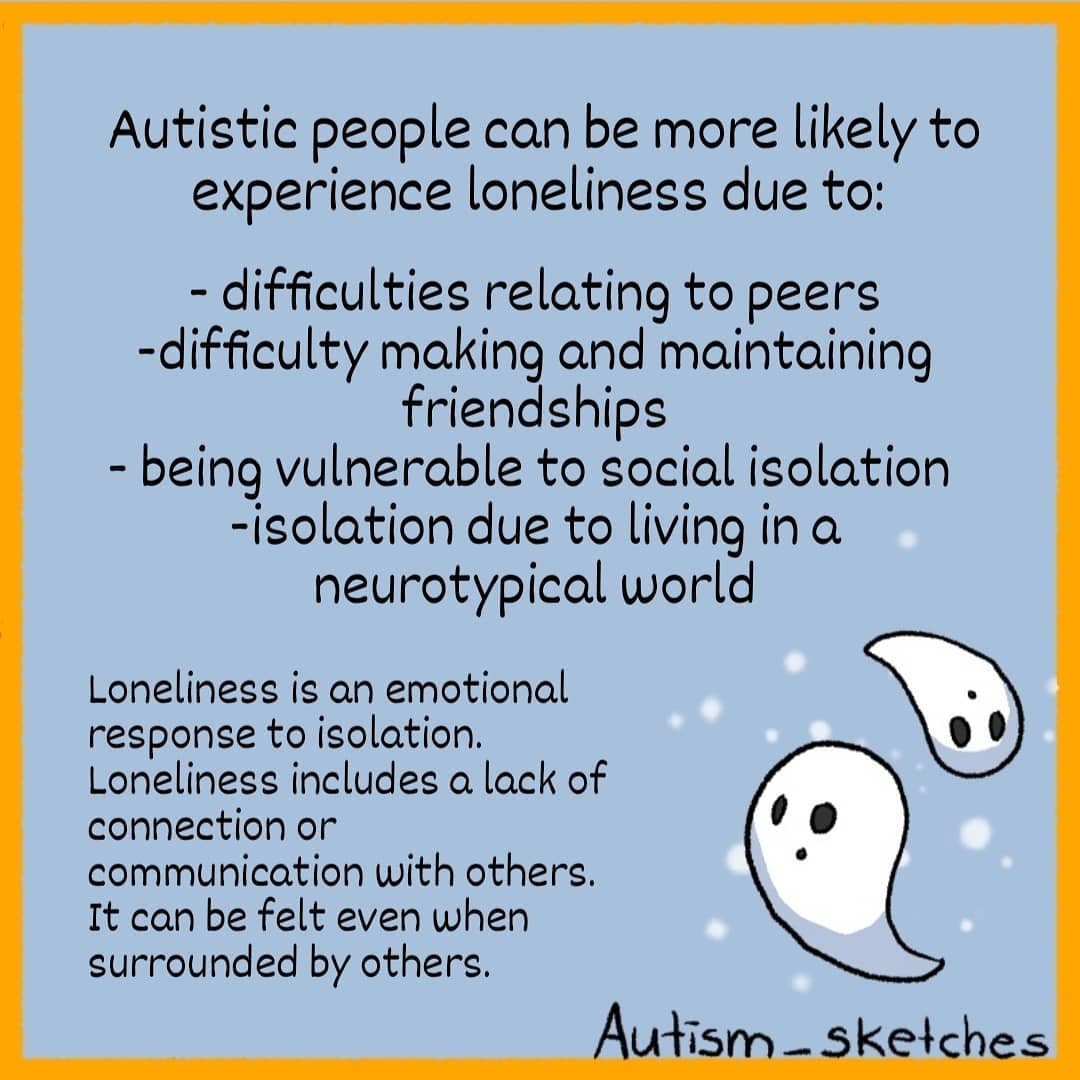 Autistic people can be more likely to
experience loneliness due to:
- difficulties relating to peers
-difficulty making and maintaining
friendships
- being vulnerable to social isolation
-isolation due to living in a
neurotypical world
Loneliness is an emotional
response to isolation.
Loneliness includes a lack of
connection or
communication with others.
It can be felt even when
surrounded by others.
Autism_sketches